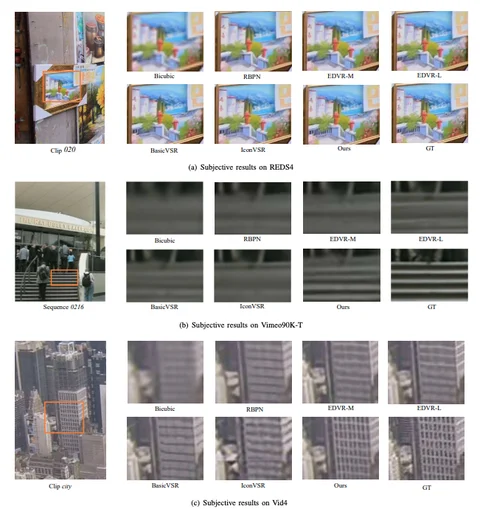 Bicubic RBPN EDVR-M EDVR-L
Clip 020 BasicVSR IconVSR Ours GT
(a) Subjective results on REDS4
Bicubic RBPN EDVR-M EDVR-L
Sequence 0216 BasicVSR IconVSR Ours GT
(b) Subjective results on Vimeo90K-T
Bicubic RBPN EDVR-M EDVR-L
Clip city BasicVSR IconVSR Ours GT
(c) Subjective results on Vid4